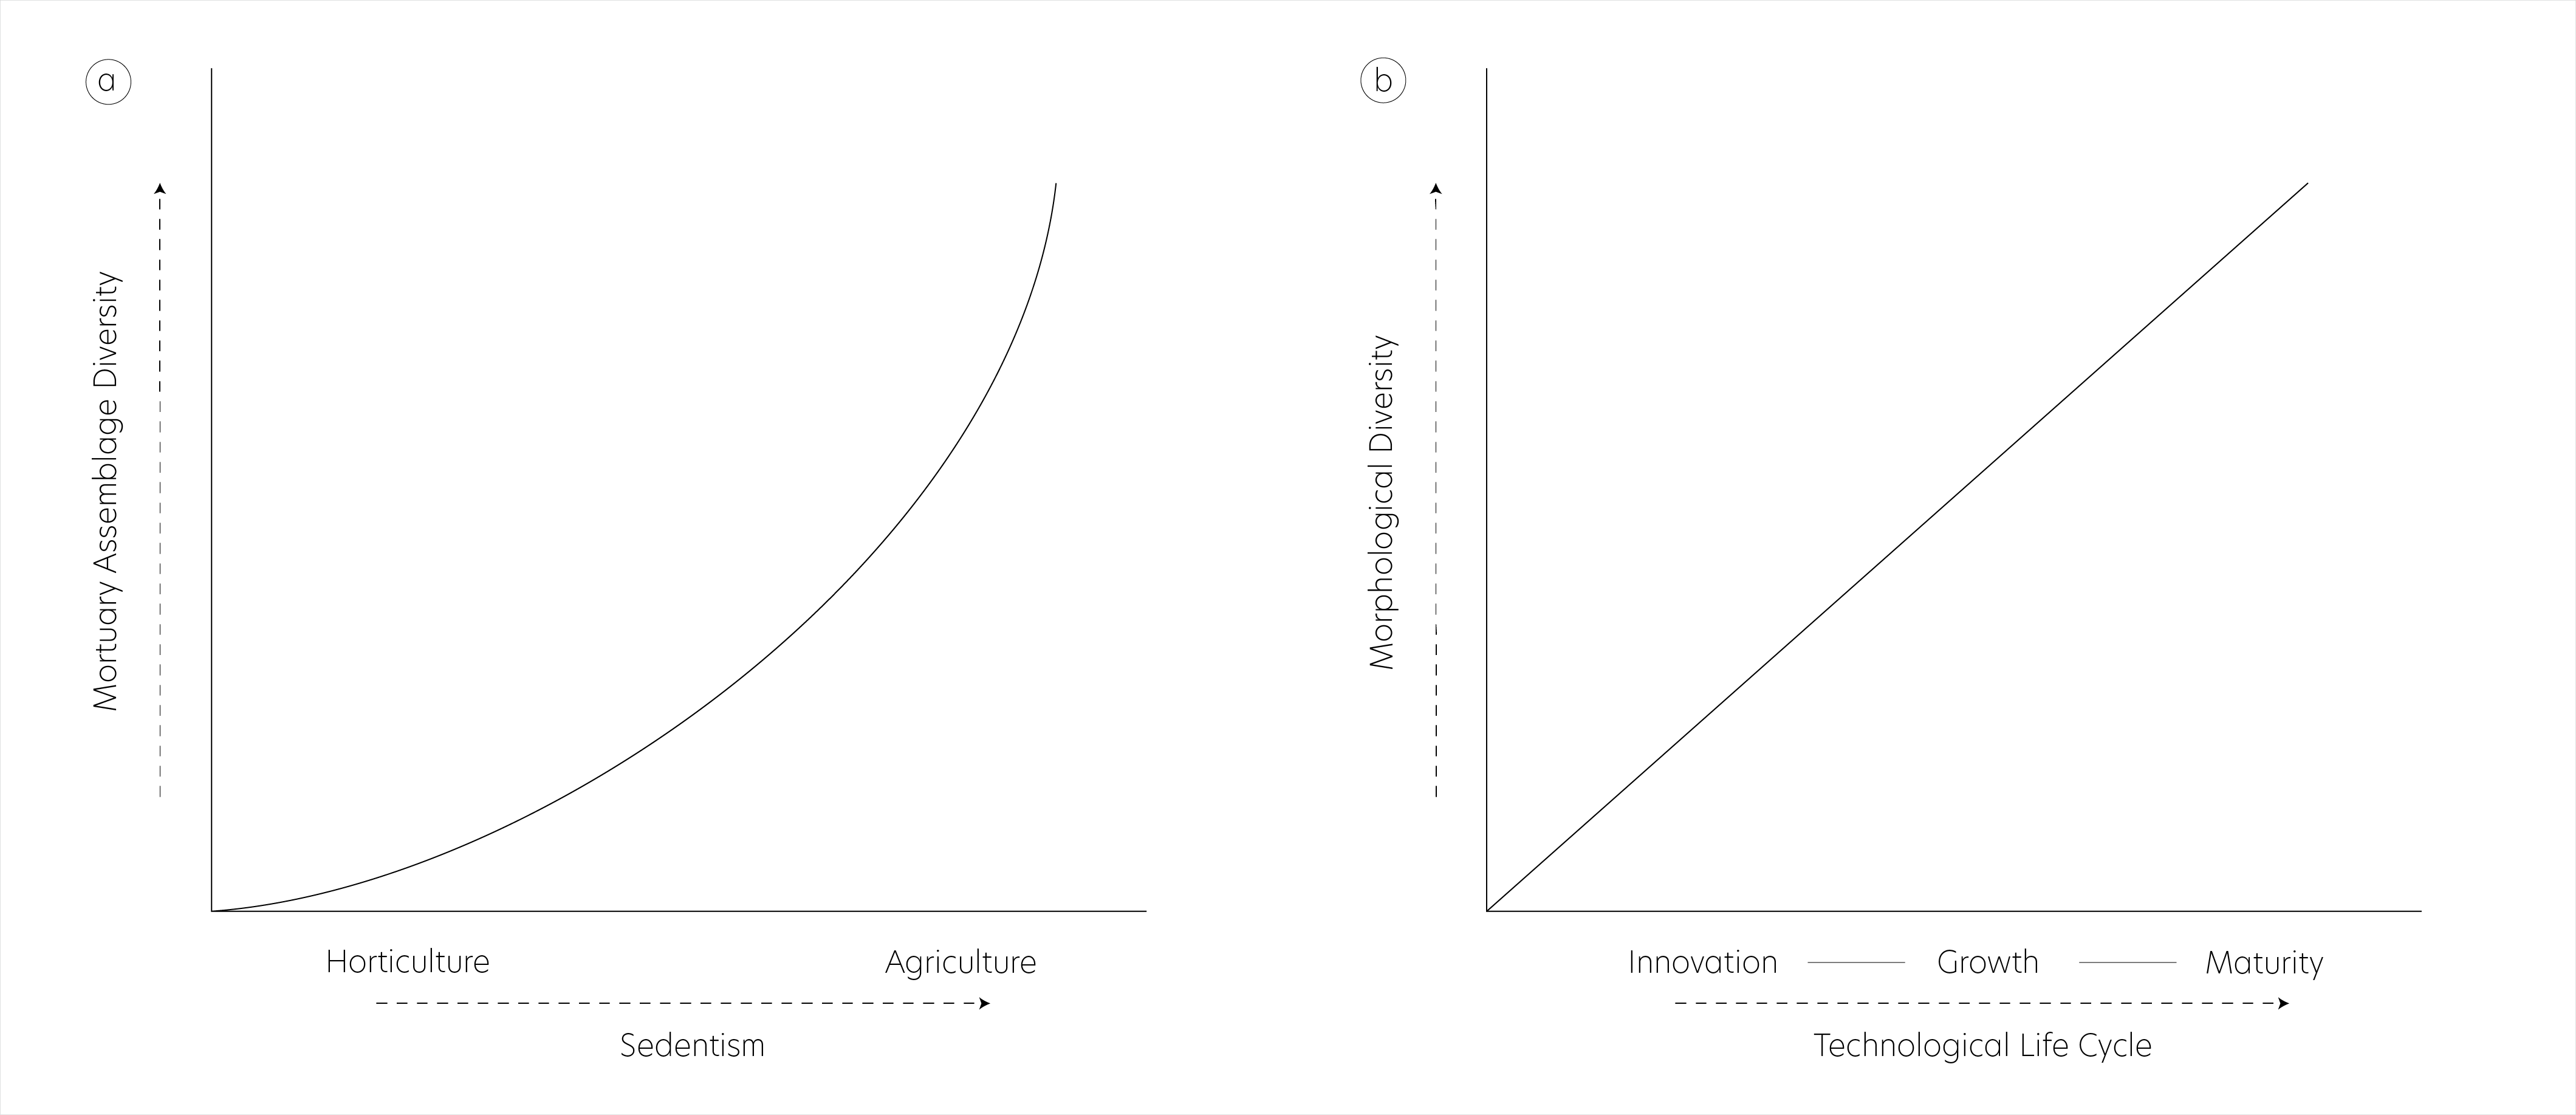 a
Mortuary Assemblage Diversity
Horticulture
Agriculture
Sedentism
b
Morphological Diversity
Innovation
Growth
Maturity
Technological Life Cycle